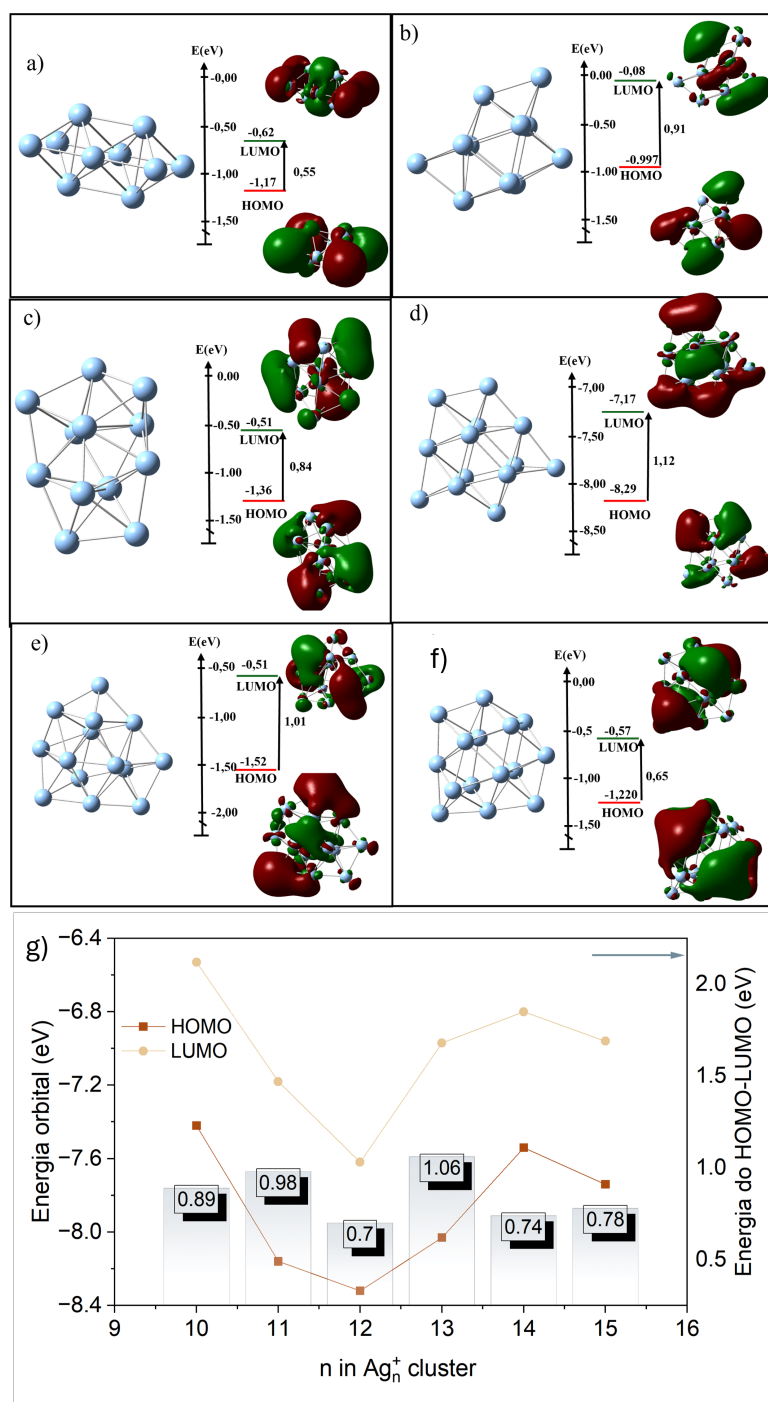 a)
E(eV)
-0,00
-0,50
-0,62
LUMO
0,55
-1,00
-1,17
HOMO
-1,50
b)
E(eV)
0.00
-0,08
LUMO
-0.50
0,91
-0.997
-1.00
HOMO
-1.50
c)
E(eV)
0.00
-0.50
-0,51
LUMO
0,84
-1.00
-1,36
HOMO
-1.50
d)
E(eV)
-7,00
-7,17
LUMO
-7,50
1,12
-8,00
-8,29
HOMO
-8,50
e)
E(eV)
-0,50
-0,51
LUMO
-1,00
1,01
-1,50
-1,52
HOMO
-2,00
f)
E(eV)
0,00
-0,5
-0,57
LUMO
0,65
-1,00
-1,220
HOMO
-1,50
g)
−6.4
−6.8
−7.2
−7.6
−8.0
−8.4
Energia orbital (eV)
HOMO
LUMO
0.89
0.98
0.7
1.06
0.74
0.78
2.0
1.5
1.0
0.5
Energia do HOMO-LUMO (eV)
9 10 11 12 13 14 15 16
n in Ag⁺ₙ cluster